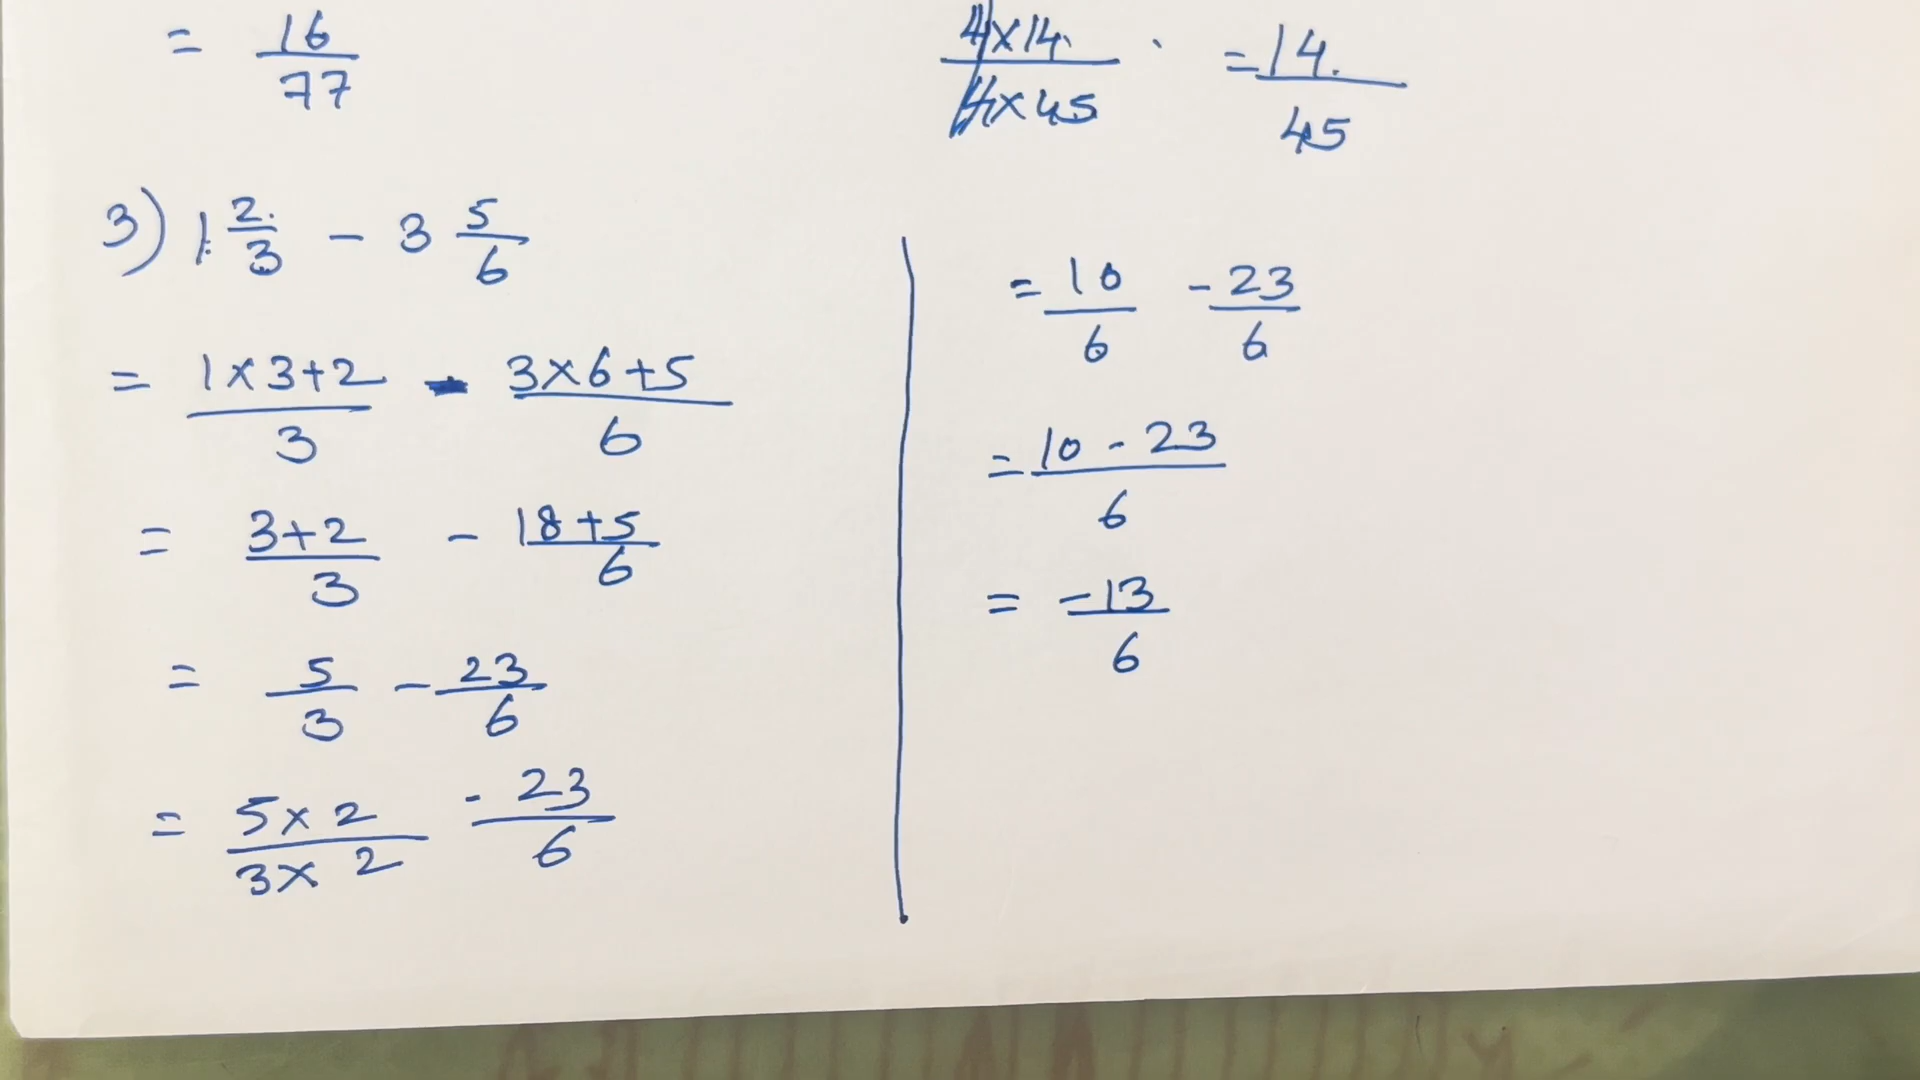 = 16/77
4×14/4×45 = 14/45
3) 1 2/3 - 3 5/6
= 1×3+2/3 - 3×6+5/6
= 3+2/3 - 18+5/6
= 5/3 - 23/6
= 5×2/3×2 - 23/6
= 10/6 - 23/6
= 10-23/6
= -13/6